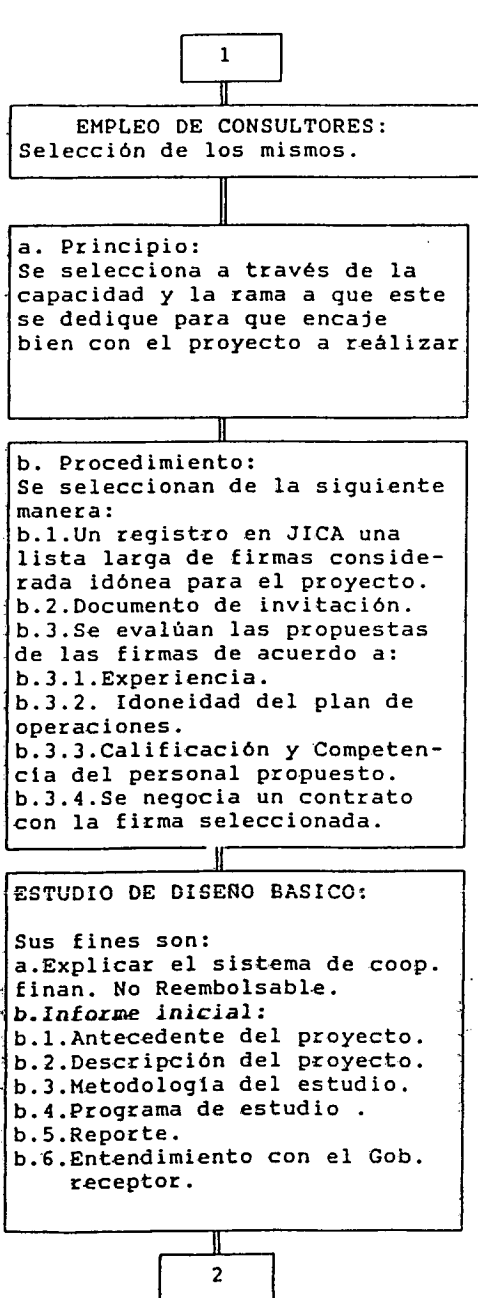 1
EMPLEO DE CONSULTORES:
Selección de los mismos.
a. Principio:
Se selecciona a través de la
capacidad y la rama a que este
se dedique para que encaje
bien con el proyecto a reálizar
b. Procedimiento:
Se seleccionan de la siguiente
manera:
b.1.Un registro en JICA una
lista larga de firmas conside-
rada idónea para el proyecto.
b.2.Documento de invitación.
b.3.Se evalúan las propuestas
de las firmas de acuerdo a:
b.3.1.Experiencia.
b.3.2. Idoneidad del plan de
operaciones.
b.3.3.Calificación y Competen-
cia del personal propuesto.
b.3.4.Se negocia un contrato
con la firma seleccionada.
ESTUDIO DE DISEÑO BASICO:
Sus fines son:
a.Explicar el sistema de coop.
finan. No Reembolsable.
b.Informe inicial:
b.1.Antecedente del proyecto.
b.2.Descripción del proyecto.
b.3.Metodología del estudio.
b.4.Programa de estudio .
b.5.Reporte.
b.6.Entendimiento con el Gob.
receptor.
2